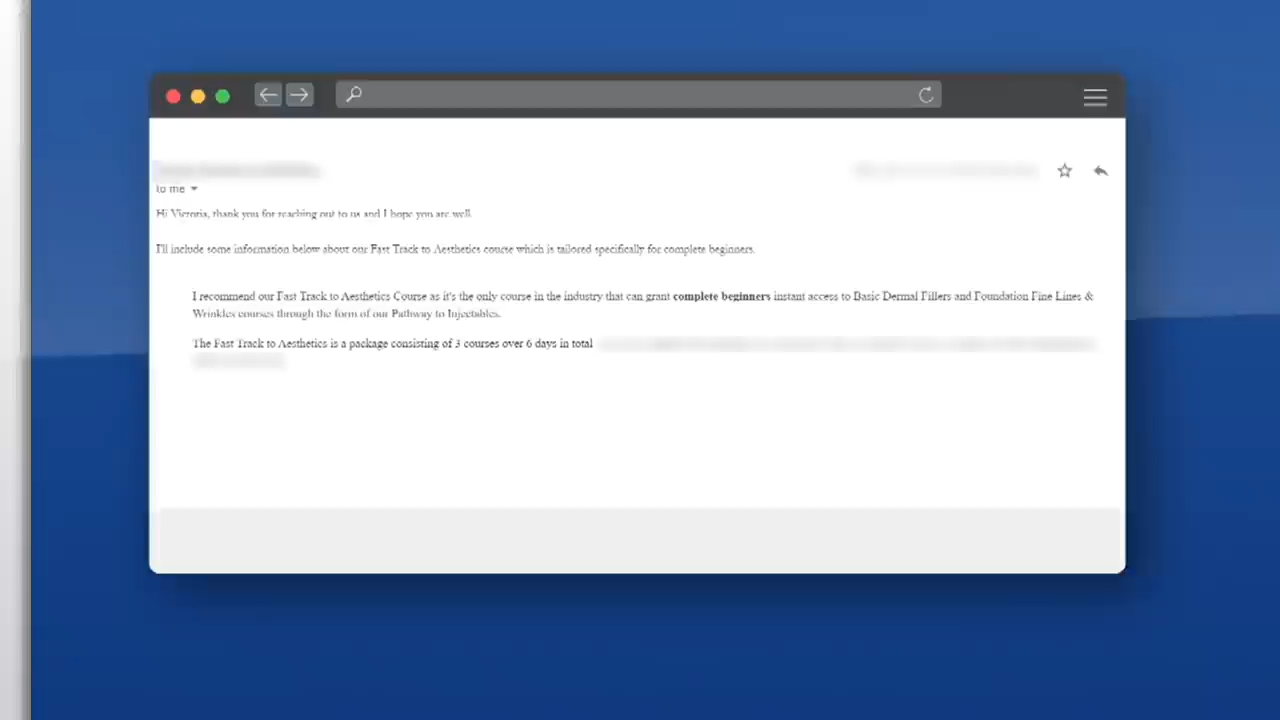 to me
Hi Victoria, thank you for reaching out to us and I hope you are well.
I'll include some information below about our Fast Track to Aesthetics course which is tailored specifically for complete beginners.
I recommend our Fast Track to Aesthetics Course as it's the only course in the industry that can grant complete beginners instant access to Basic Dermal Fillers and Foundation Fine Lines &
Wrinkles courses through the form of our Pathway to Injectables.
The Fast Track to Aesthetics is a package consisting of 3 courses over 6 days in total